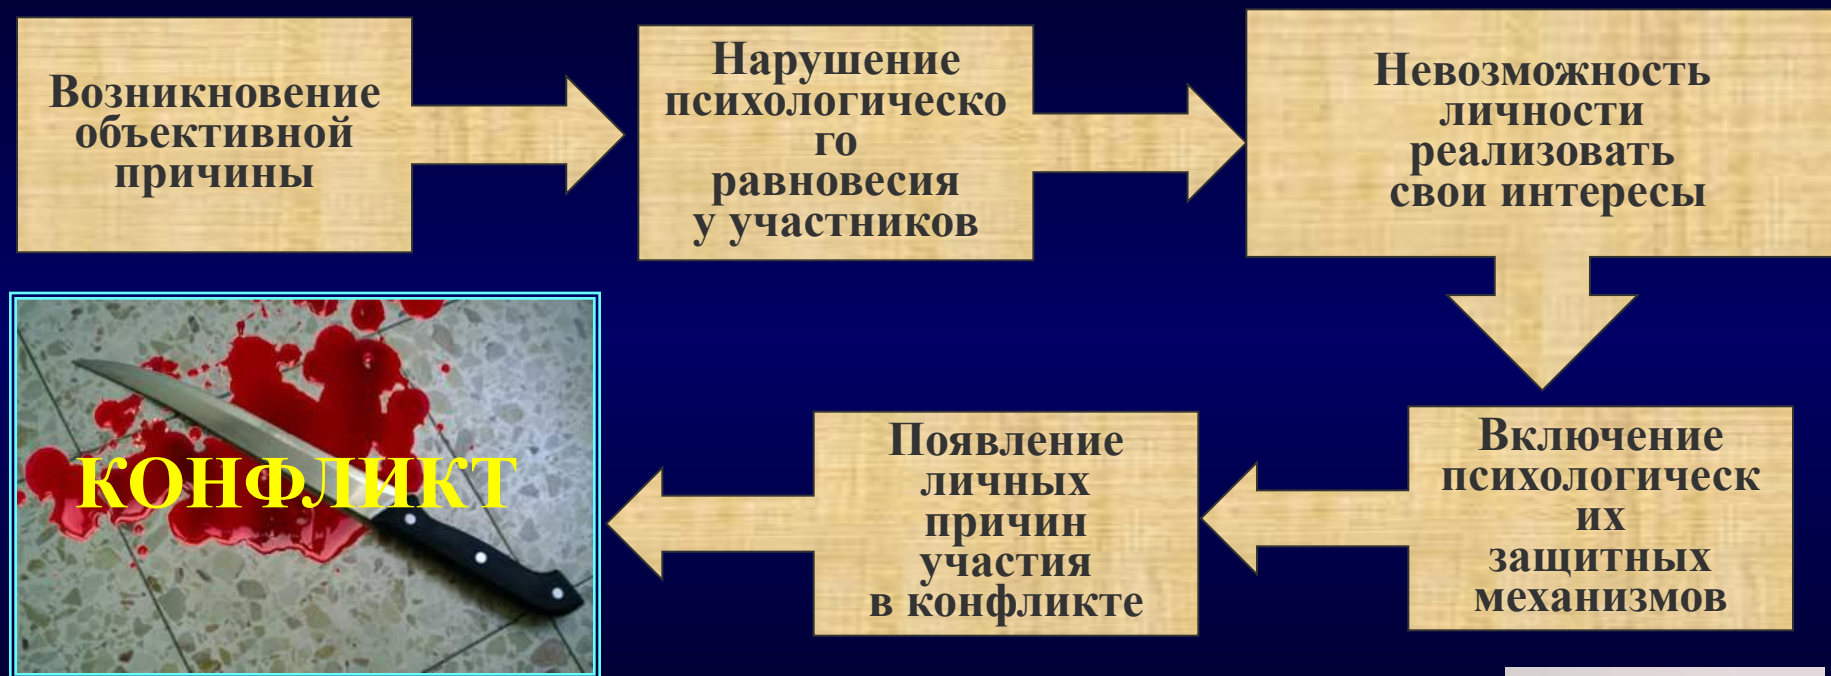 Возникновение
объективной
причины
Нарушение
психологическо
го
равновесия
у участников
Невозможность
личности
реализовать
свои интересы
Включение
психологическ
их
защитных
механизмов
Появление
личных
причин
участия
в конфликте
КОНФЛИКТ